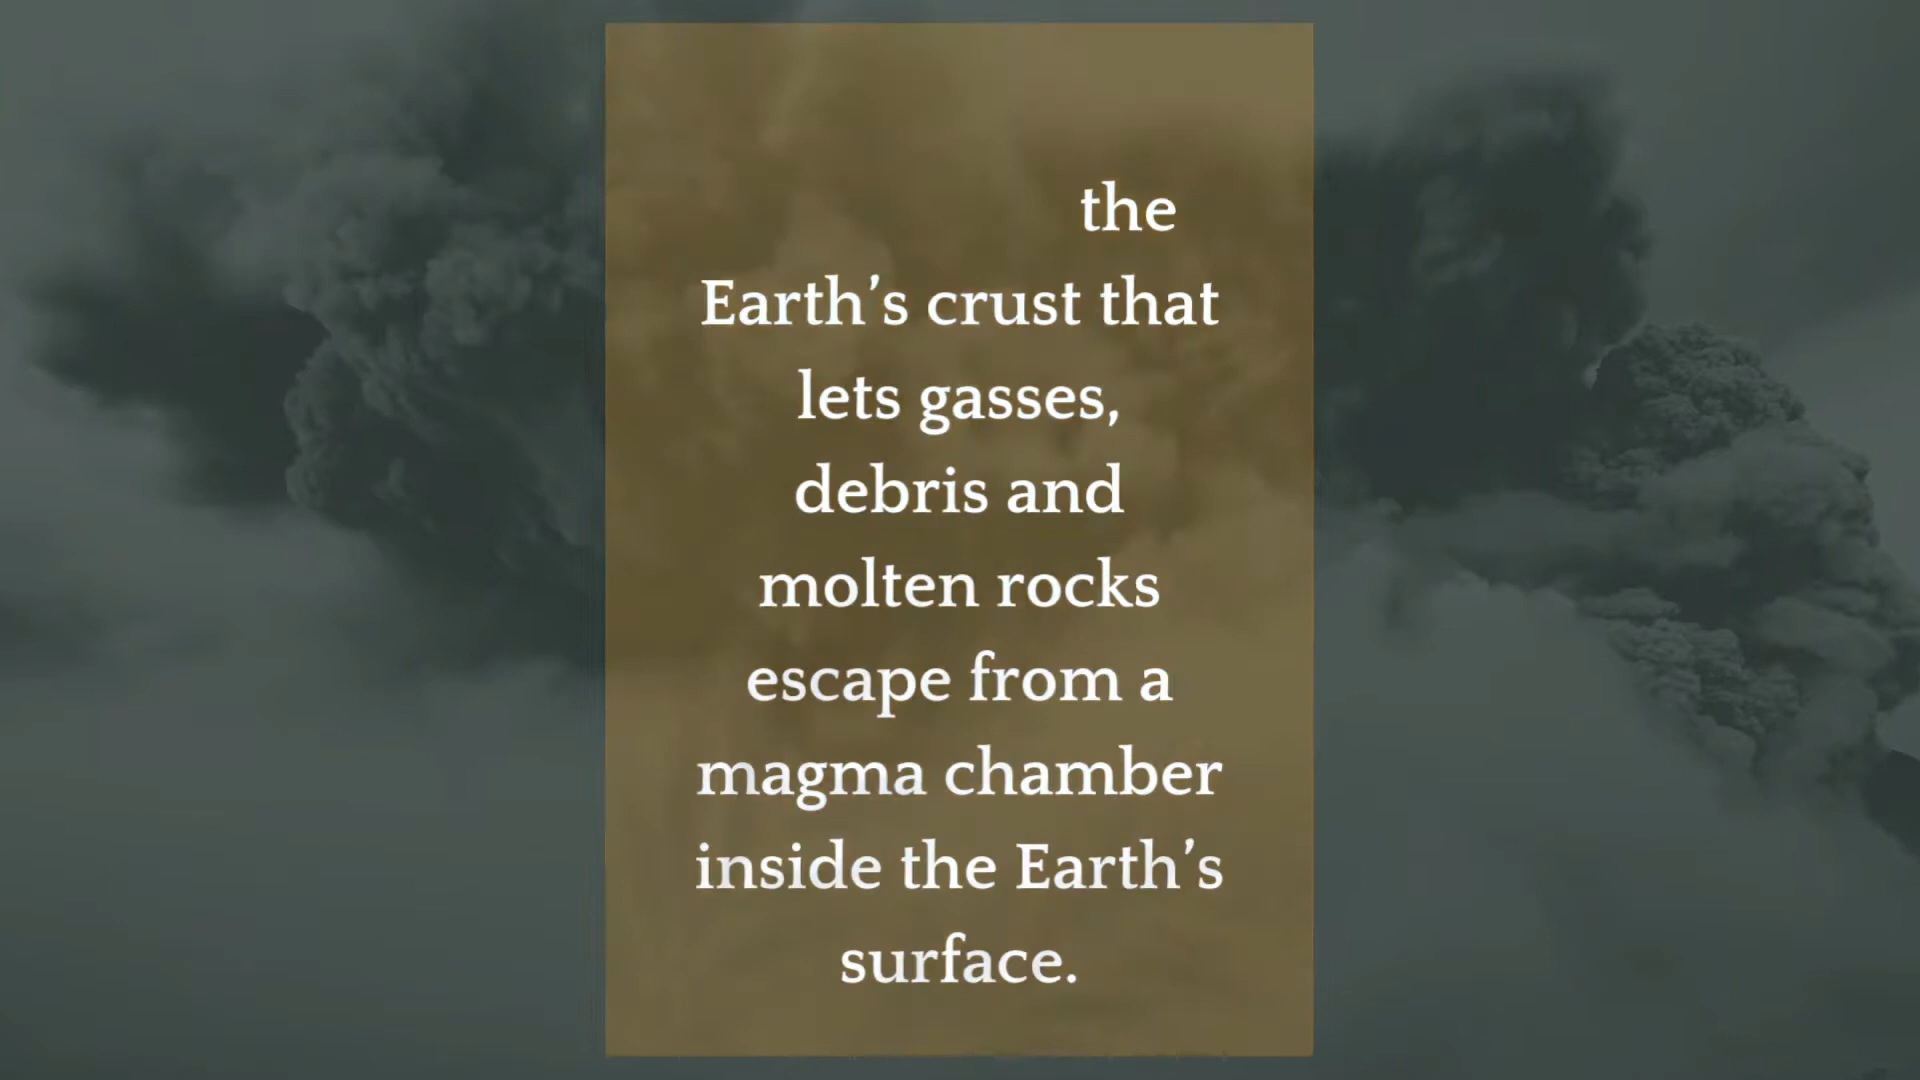 the
Earth’s crust that
lets gasses,
debris and
molten rocks
escape from a
magma chamber
inside the Earth’s
surface.